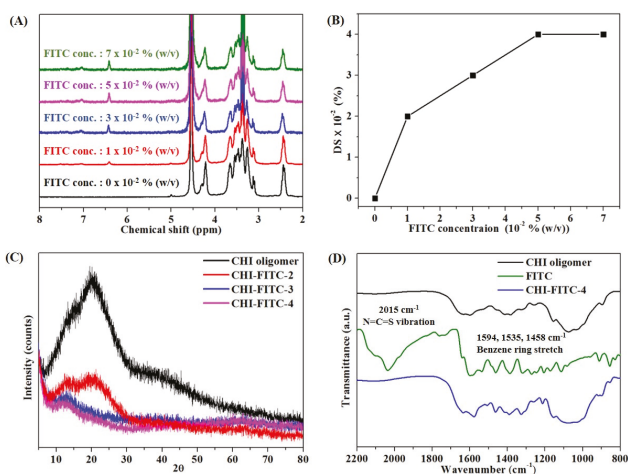 (A)
FITC conc. : 7 x 10-2 % (w/v)
FITC conc. : 5 x 10-2 % (w/v)
FITC conc. : 3 x 10-2 % (w/v)
FITC conc. : 1 x 10-2 % (w/v)
FITC conc. : 0 x 10-2 % (w/v)
8 7 6 5 4 3 2
Chemical shift (ppm)
(B)
DS × 10-2 (%)
4
3
2
1
0
0 1 2 3 4 5 6 7
FITC concentraion (10-2 % (w/v))
(C)
CHI oligomer
CHI-FITC-2
CHI-FITC-3
CHI-FITC-4
Intensity (counts)
10 20 30 40 50 60 70 80
2θ
(D)
CHI oligomer
FITC
CHI-FITC-4
2015 cm-1
N=C=S vibration
1594, 1535, 1458 cm-1
Benzene ring stretch
Transmittance (a.u.)
2200 2000 1800 1600 1400 1200 1000 800
Wavenumber (cm-1)